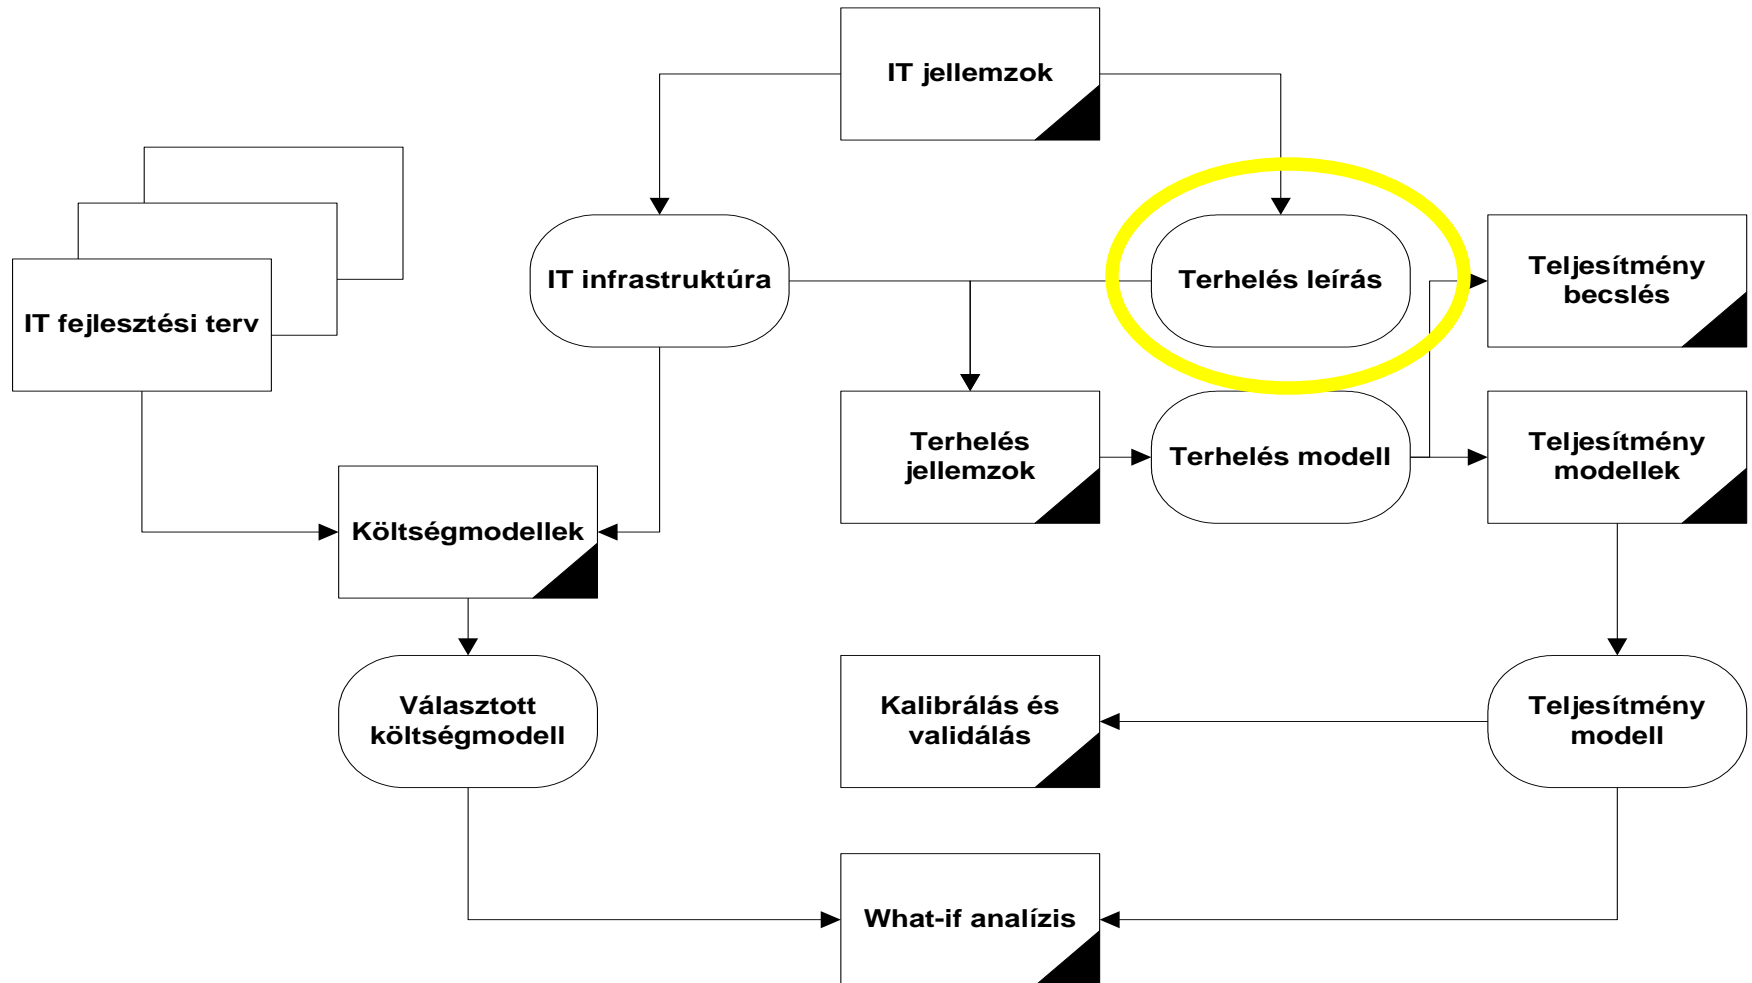 IT jellemzok
IT infrastruktúra
Terhelés leírás
Teljesítmény
becslés
IT fejlesztési terv
Terhelés
jellemzok
Terhelés modell
Teljesítmény
modellek
Költségmodellek
Választott
költségmodell
Kalibrálás és
validálás
Teljesítmény
modell
What-if analízis